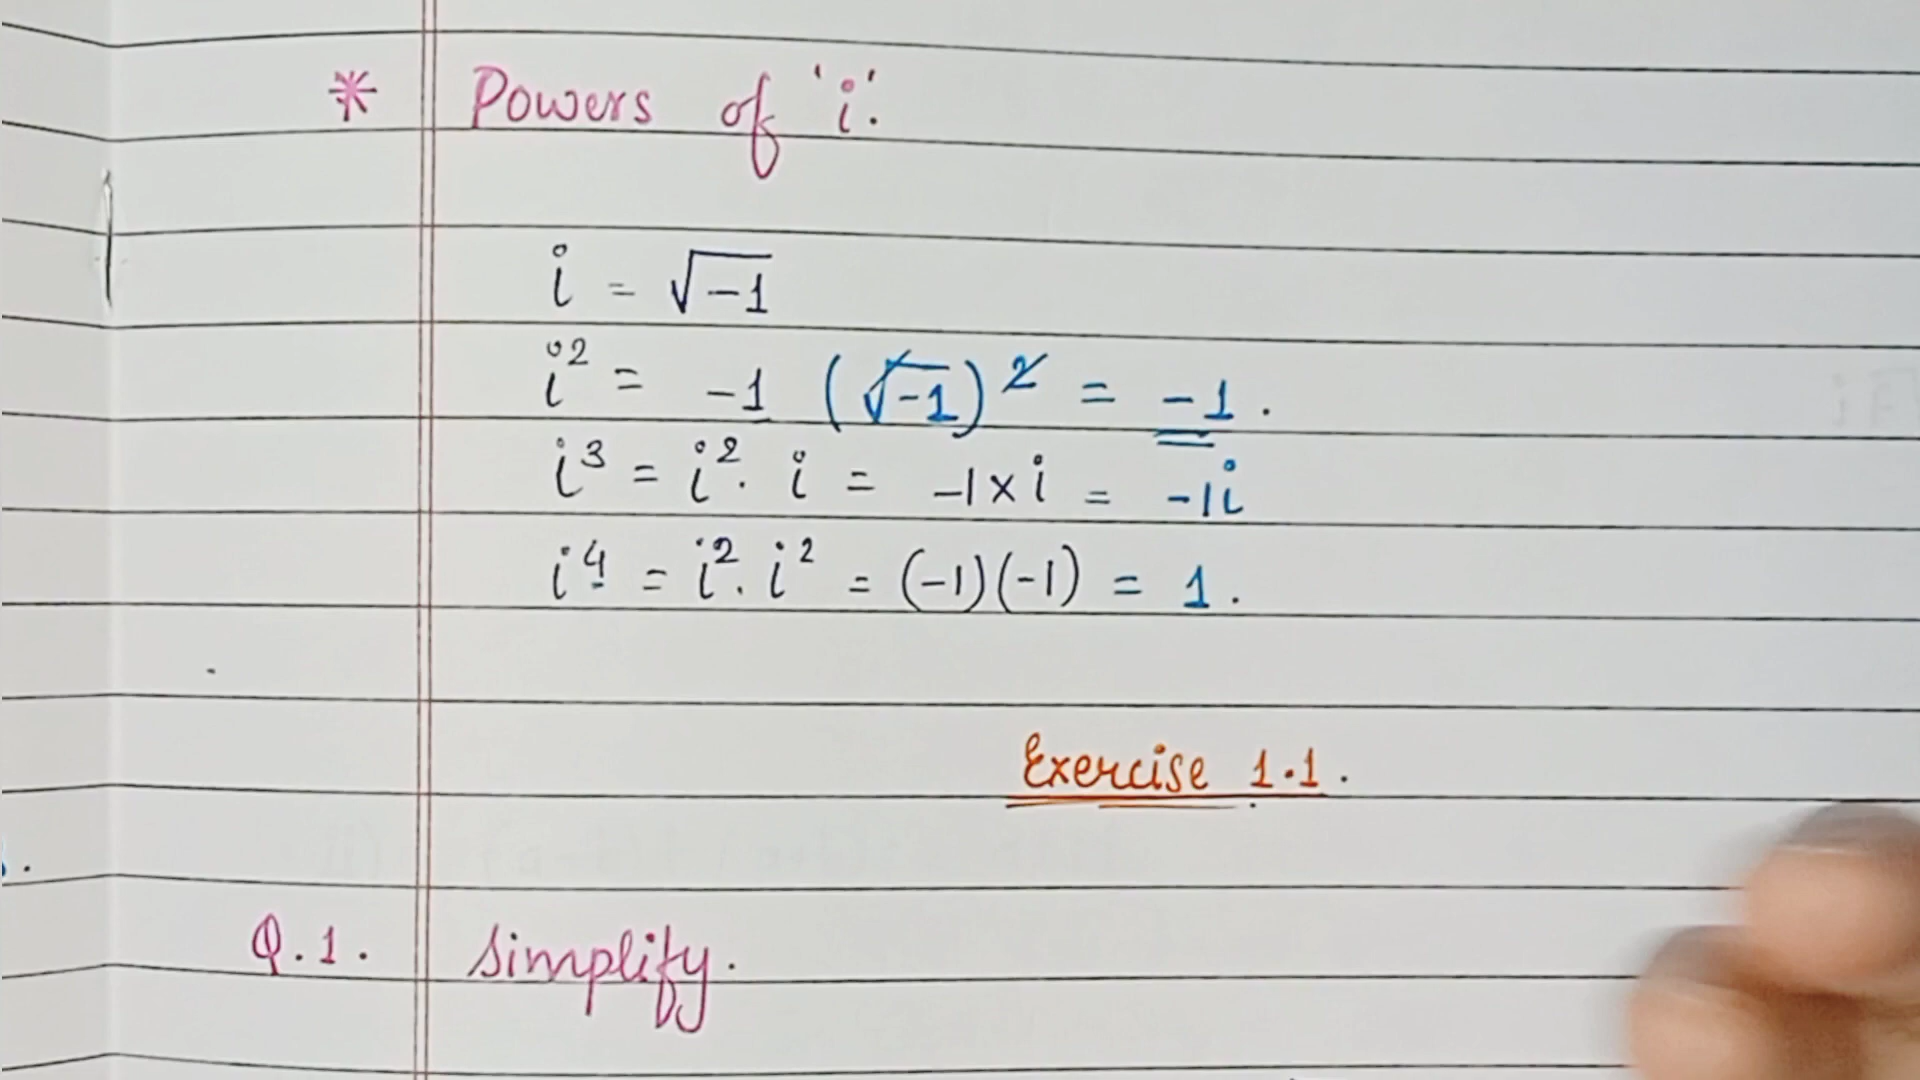 * Powers of 'i'.
i = √-1
i² = -1 (√-1)² = -1.
i³ = i². i = -1 x i = -1i
i⁴ = i². i² = (-1)(-1) = 1.
Exercise 1.1.
Q.1. Simplify.